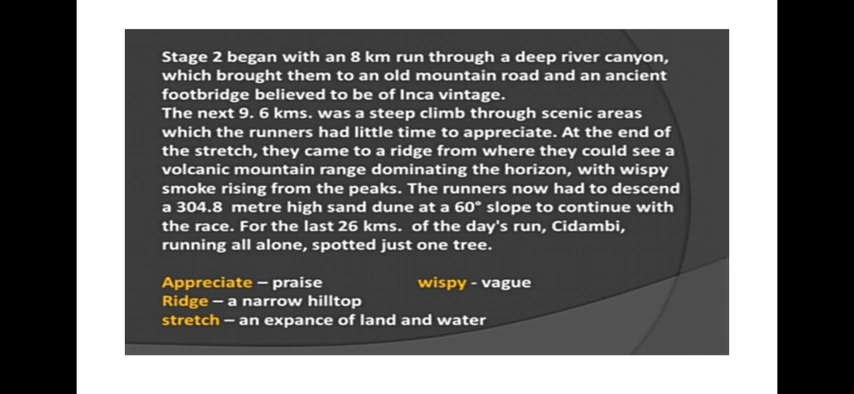 Stage 2 began with an 8 km run through a deep river canyon,
which brought them to an old mountain road and an ancient
footbridge believed to be of Inca vintage.
The next 9. 6 kms. was a steep climb through scenic areas
which the runners had little time to appreciate. At the end of
the stretch, they came to a ridge from where they could see a
volcanic mountain range dominating the horizon, with wispy
smoke rising from the peaks. The runners now had to descend
a 304.8 metre high sand dune at a 60° slope to continue with
the race. For the last 26 kms. of the day's run, Cidambi,
running all alone, spotted just one tree.
Appreciate – praise wispy - vague
Ridge – a narrow hilltop
stretch – an expance of land and water